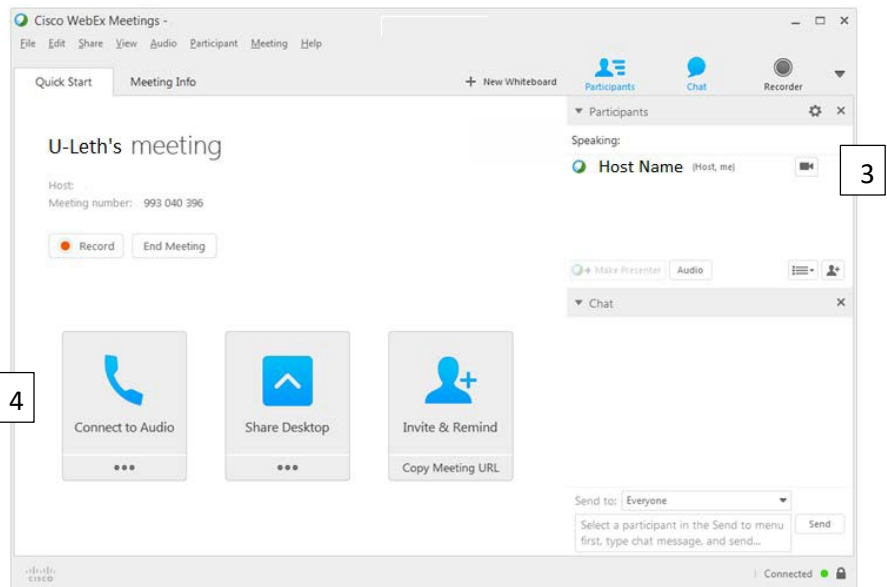 Cisco WebEx Meetings -
File Edit Share View Audio Participant Meeting Help
Quick Start Meeting Info + New Whiteboard Participants Chat Recorder
Participants
U-Leth's meeting
Speaking:
Host Name (Host, me)
3
Host:
Meeting number: 993 040 396
Record End Meeting
Make Presenter Audio
Chat
4
Connect to Audio Share Desktop Invite & Remind
Copy Meeting URL
Send to: Everyone
Select a participant in the Send to menu
first, type chat message, and send...
Send
CISCO
Connected